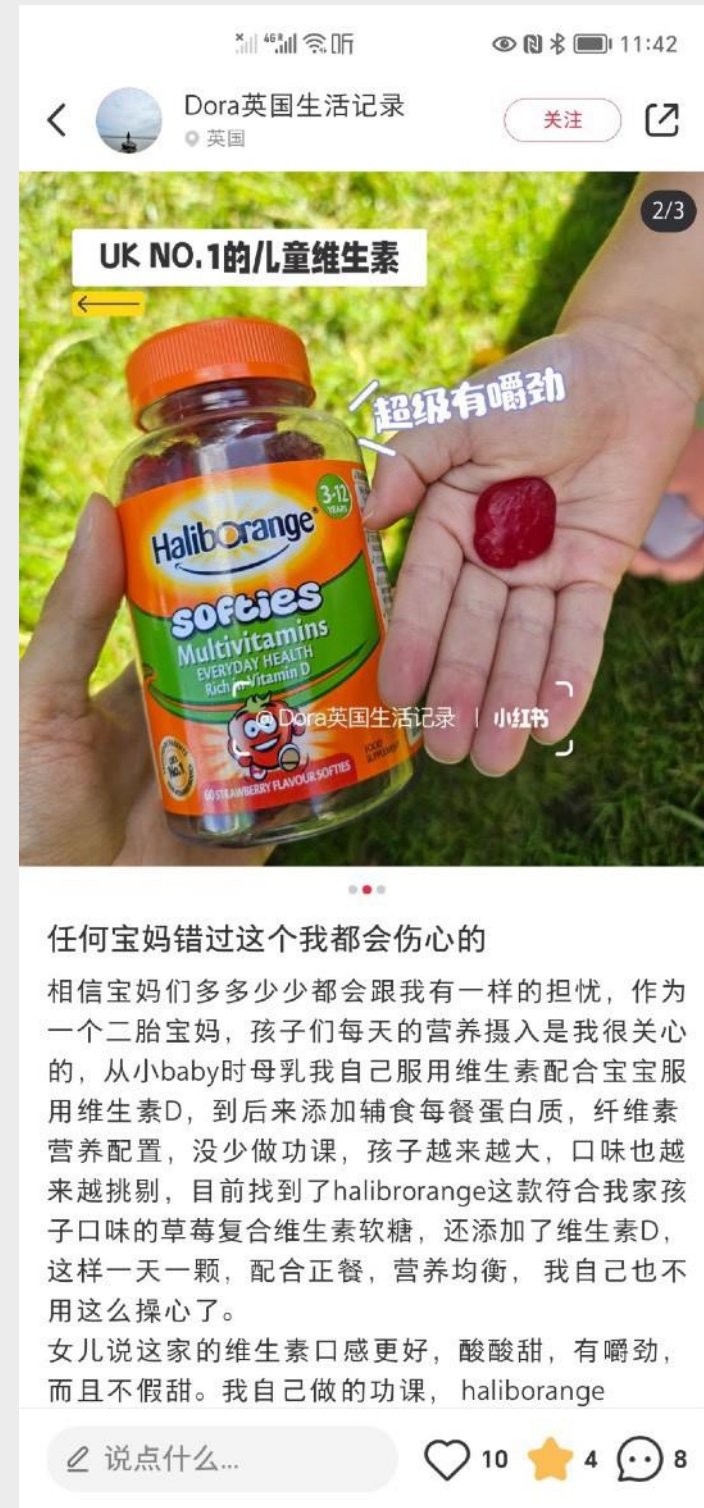 46 听 11:42
Dora英国生活记录
英国
关注
2/3
UK NO.1的儿童维生素
超级有嚼劲
3-12
YEARS
HalibOrange
softies
Multivitamins
EVERYDAY HEALTH
Rich in Vitamin D
@Dora英国生活记录 | 小红书
No.1
FOOD
SUPPLEMENT
60 STRAWBERRY FLAVOUR SOFTIES
任何宝妈错过这个我都会伤心的
相信宝妈们多多少少都会跟我有一样的担忧，作为
一个二胎宝妈，孩子们每天的营养摄入是我很关心
的，从小baby时母乳我自己服用维生素配合宝宝服
用维生素D，到后来添加辅食每餐蛋白质，纤维素
营养配置，没少做功课，孩子越来越大，口味也越
来越挑剔，目前找到了halibrorange这款符合我家孩
子口味的草莓复合维生素软糖，还添加了维生素D，
这样一天一颗，配合正餐，营养均衡， 我自己也不
用这么操心了。
女儿说这家的维生素口感更好，酸酸甜，有嚼劲，
而且不假甜。我自己做的功课， haliborange
说点什么... 10 4 8